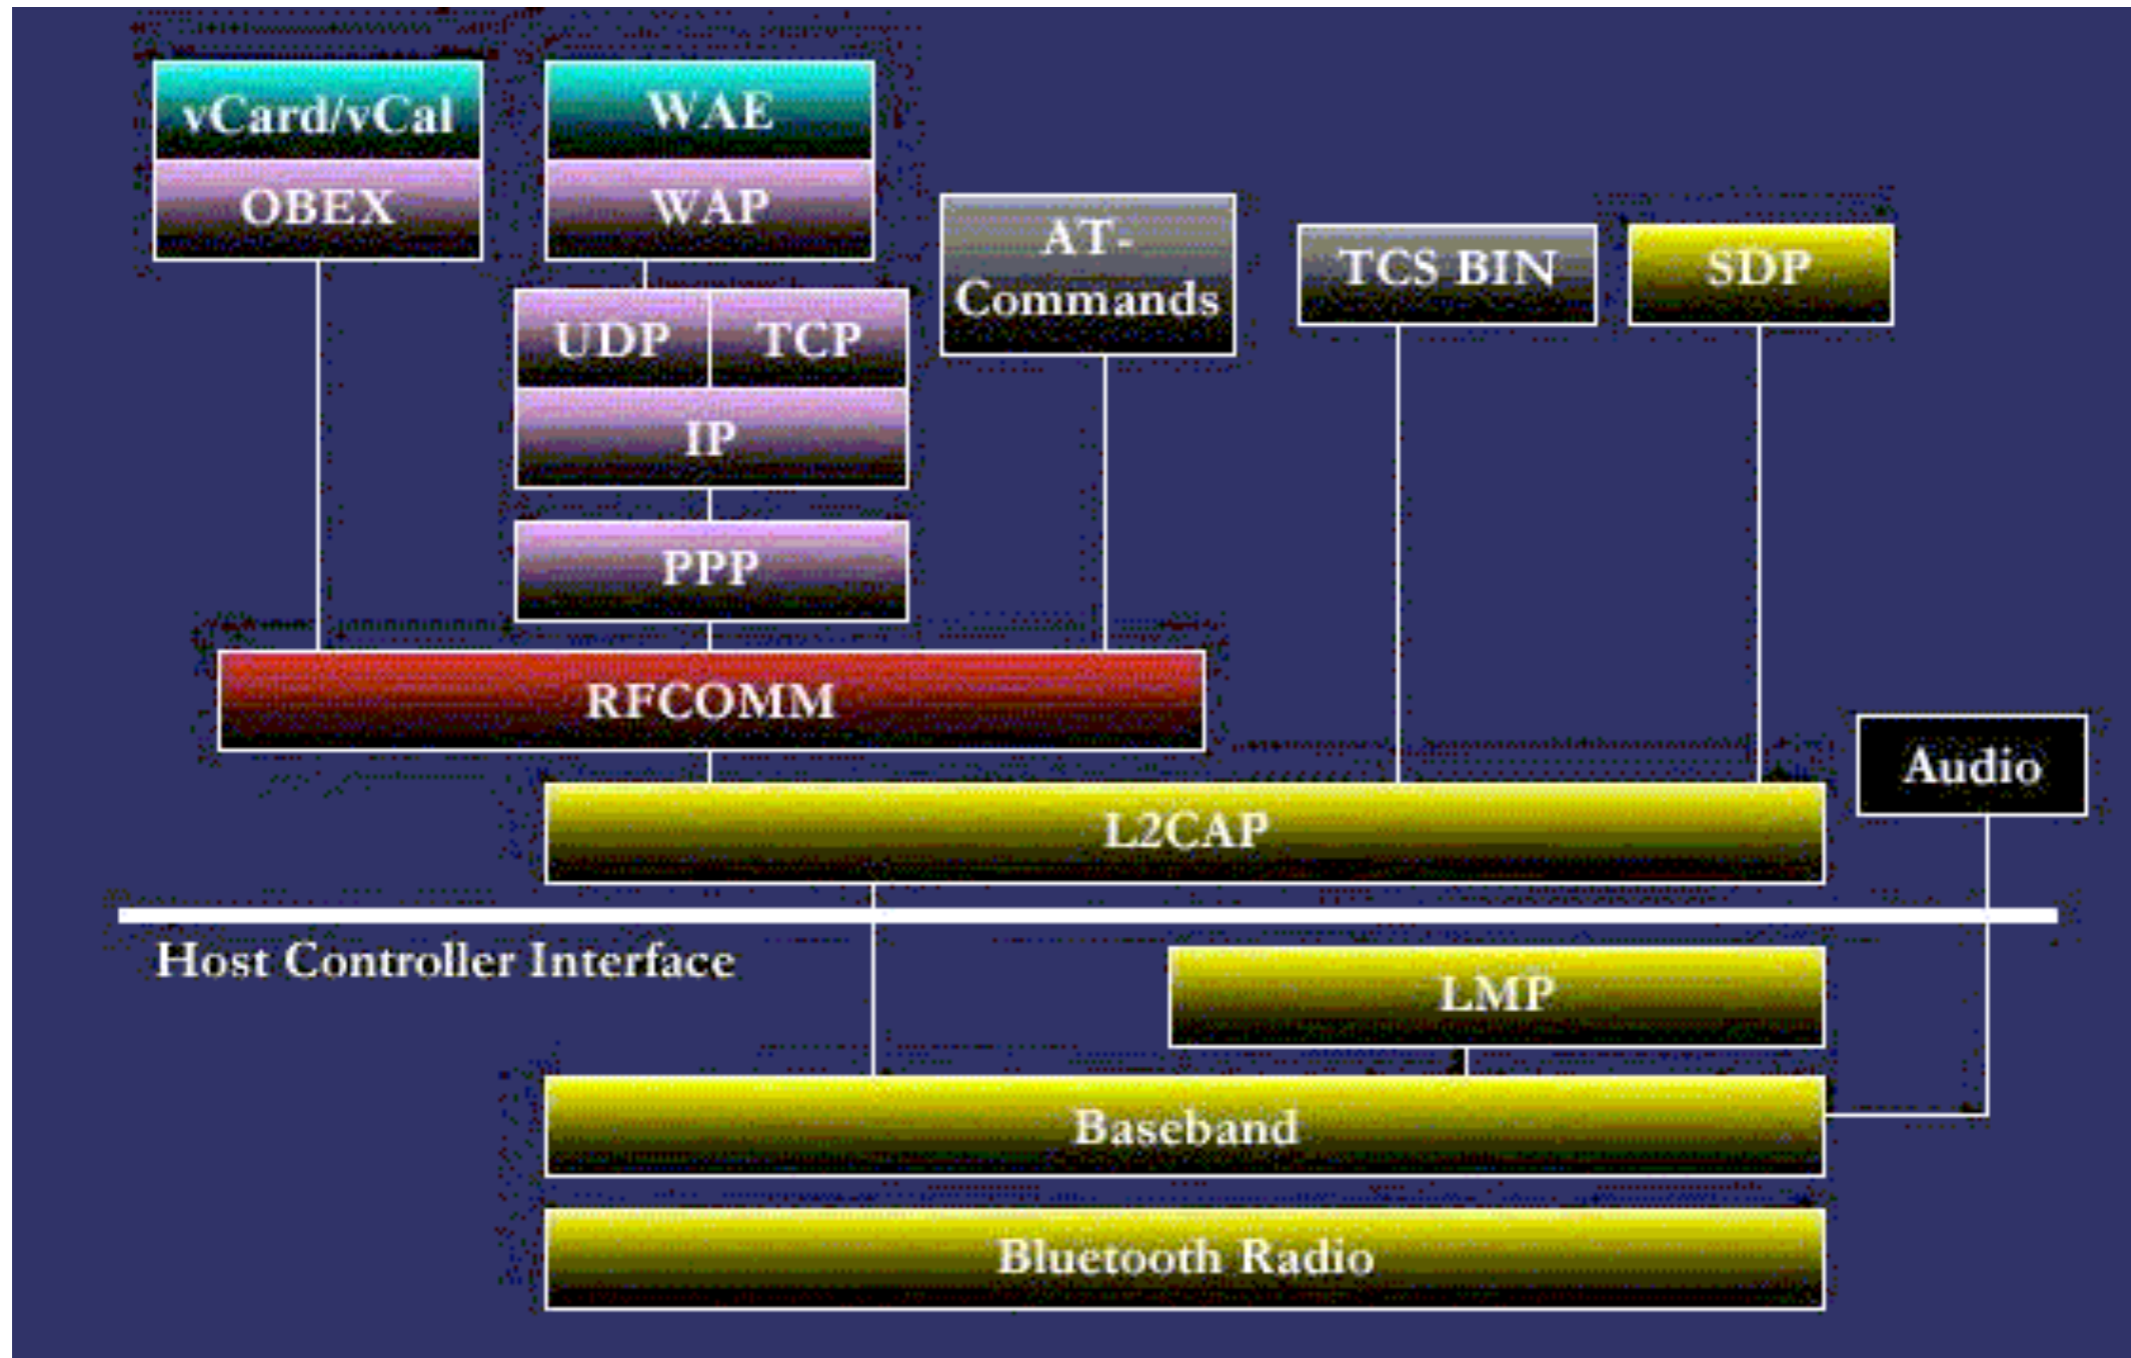 vCard/vCal
WAE
OBEX
WAP
AT-
Commands
TCS BIN
SDP
UDP
TCP
IP
PPP
RFCOMM
Audio
L2CAP
Host Controller Interface
LMP
Baseband
Bluetooth Radio